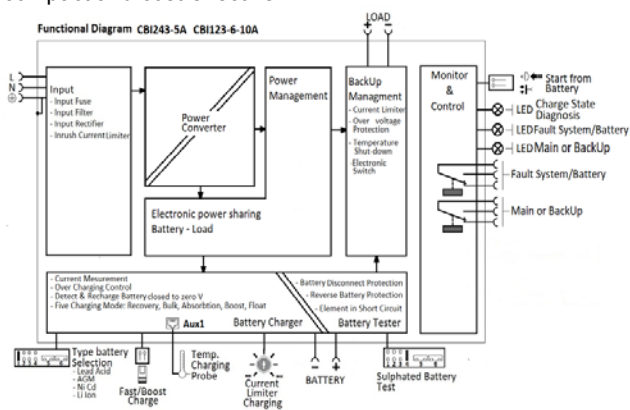 Functional Diagram CBI243-5A CBI123-6-10A
LOAD
+ -
L
N
Input
- Input Fuse
- Input Filter
- Input Rectifier
- Inrush CurrentLimiter
Power
Converter
Power
Management
BackUp
Managment
- Current Limiter
- Over voltage
Protection
- Temperature
Shut-down
-Electronic
Switch
Monitor
&
Control
Start from
Battery
LED Charge State
Diagnosis
LED Fault System/Battery
LED Main or BackUp
Fault System/Battery
Main or BackUp
Electronic power sharing
Battery - Load
- Current Mesurement
- Over Charging Control
- Detect & Recharge Battery closed to zero V
- Five Charging Mode: Recovery, Bulk, Absorbtion, Boost, Float
Aux1
Battery Charger
- Battery Disconnect Protection
- Reverse Battery Protection
- Element in Short Circuit
Battery Tester
Type battery
Selection
- Lead Acid
- AGM
- Ni Cd
- Li Ion
Fast/Boost
Charge
Temp.
Charging
Probe
Current
Limiter
Charging
- +
BATTERY
Sulphated Battery
Test